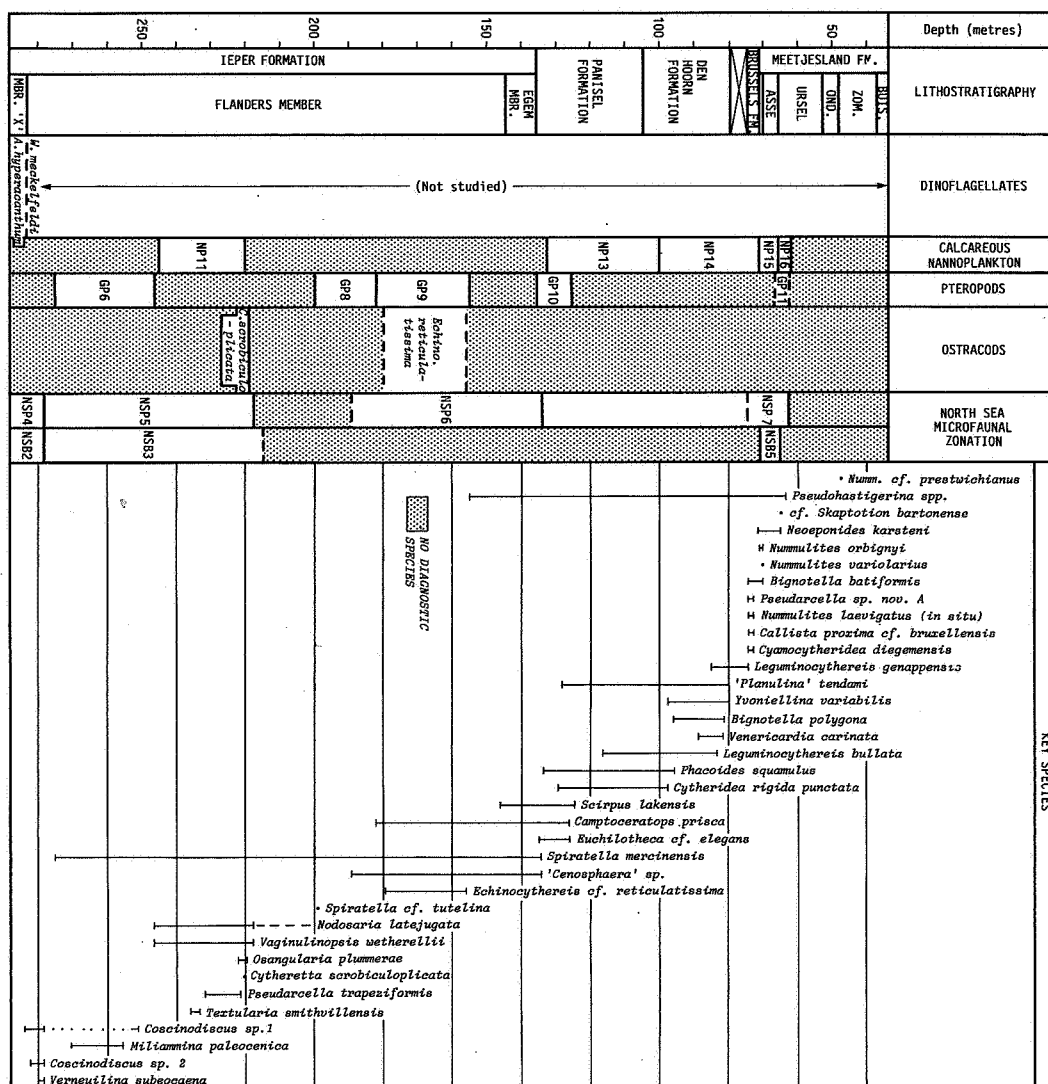 Depth (metres)
50
100
150
200
250
LITHOSTRATIGRAPHY
MEETJESLAND FM.
BUIS.
ZOM.
OND.
URSEL
ASSE
BRUSSELS FM.
DEN HOORN FORMATION
PANISEL FORMATION
IEPER FORMATION
EGEM MBR.
FLANDERS MEMBER
MBR. 'X'
DINOFLAGELLATES
(Not studied)
W. meckelfeldi.
A.hyperacanthum
CALCAREOUS NANNOPLANKTON
NP16
NP15
NP14
NP13
NP11
PTEROPODS
GP11
GP10
GP9
GP8
GP6
OSTRACODS
Echino. reticula-
tissima
C.scrobiculo
- plicata
NORTH SEA MICROFAUNAL ZONATION
NSP 7
NSP6
NSP5
NSP4
NSB5
NSB3
NSB2
NO DIAGNOSTIC SPECIES
KEY SPECIES
Numm. cf. prestwichianus
Pseudohastigerina spp.
cf. Skaptotion bartonense
Neoeponides karsteni
Nummulites orbignyi
Nummulites variolarius
Bignotella batiformis
Pseudarcella sp. nov. A
Nummulites laevigatus (in situ)
Callista proxima cf. bruxellensis
Cyamocytheridea diegemensis
Leguminocythereis genappensis
'Planulina' tendami
Yvoniellina variabilis
Bignotella polygona
Venericardia carinata
Leguminocythereis bullata
Phacoides squamulus
Cytheridea rigida punctata
Scirpus lakensis
Camptoceratops prisca
Euchilotheca cf. elegans
Spiratella mercinensis
'Cenosphaera' sp.
Echinocythereis cf. reticulatissima
Spiratella cf. tutelina
Nodosaria latejugata
Vaginulinopsis wetherellii
Osangularia plummerae
Cytheretta scrobiculoplicata
Pseudarcella trapeziformis
Textularia smithvillensis
Coscinodiscus sp.1
Miliammina paleocenica
Coscinodiscus sp. 2
Verneuilina subeocaena